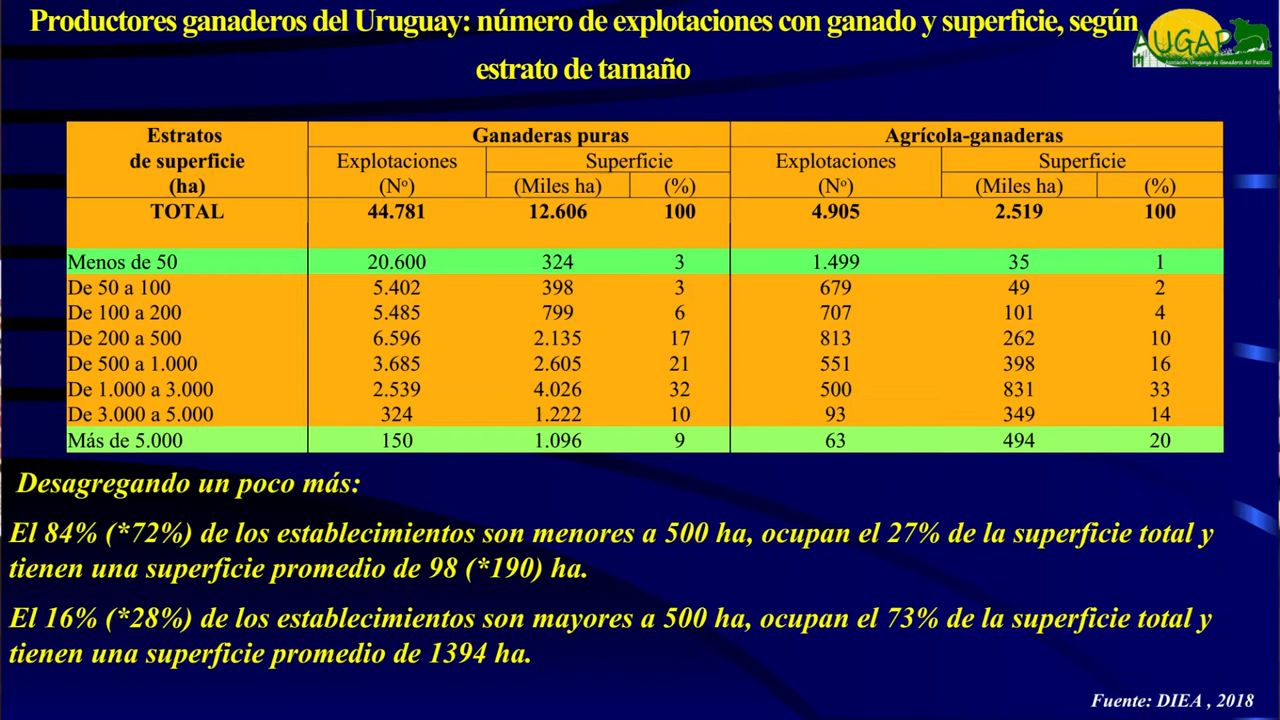 Productores ganaderos del Uruguay: número de explotaciones con ganado y superficie, según
estrato de tamaño
AUGAP
Asociación Uruguaya de Ganaderos del Pastizal
Estratos Ganaderas puras Agrícola-ganaderas
de superficie Explotaciones Superficie Explotaciones Superficie
(ha) (Nº) (Miles ha) (%) (Nº) (Miles ha) (%)
TOTAL 44.781 12.606 100 4.905 2.519 100
Menos de 50 20.600 324 3 1.499 35 1
De 50 a 100 5.402 398 3 679 49 2
De 100 a 200 5.485 799 6 707 101 4
De 200 a 500 6.596 2.135 17 813 262 10
De 500 a 1.000 3.685 2.605 21 551 398 16
De 1.000 a 3.000 2.539 4.026 32 500 831 33
De 3.000 a 5.000 324 1.222 10 93 349 14
Más de 5.000 150 1.096 9 63 494 20
Desagregando un poco más:
El 84% (*72%) de los establecimientos son menores a 500 ha, ocupan el 27% de la superficie total y
tienen una superficie promedio de 98 (*190) ha.
El 16% (*28%) de los establecimientos son mayores a 500 ha, ocupan el 73% de la superficie total y
tienen una superficie promedio de 1394 ha.
Fuente: DIEA , 2018